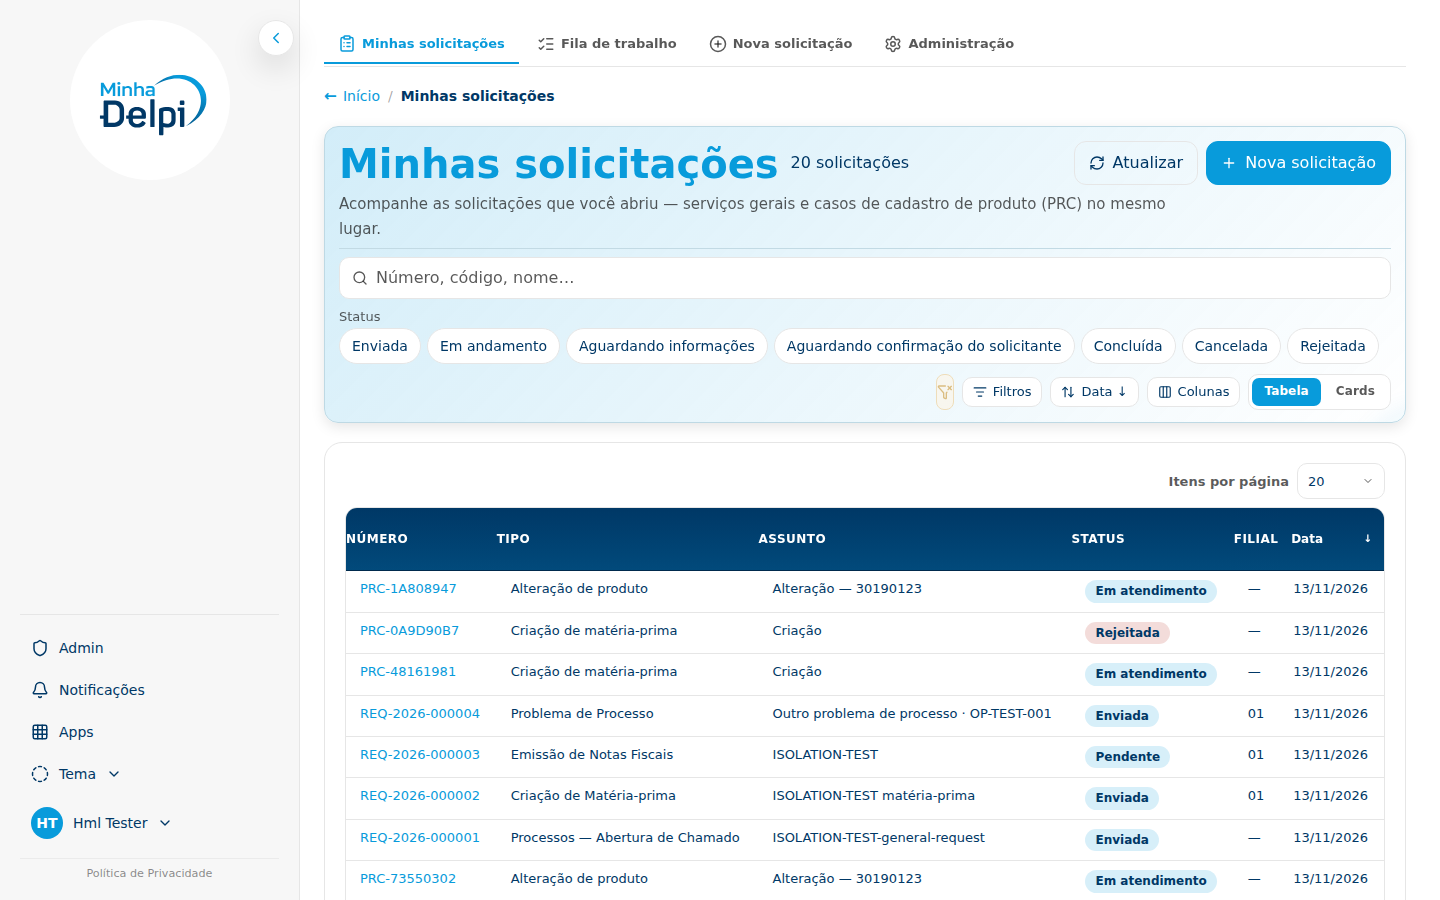 Minha
Delpi
Admin
Notificações
Apps
Tema
HT Hml Tester
Política de Privacidade
Minhas solicitações Fila de trabalho Nova solicitação Administração
← Início / Minhas solicitações
Minhas solicitações 20 solicitações Atualizar + Nova solicitação
Acompanhe as solicitações que você abriu — serviços gerais e casos de cadastro de produto (PRC) no mesmo
lugar.
Número, código, nome...
Status
Enviada Em andamento Aguardando informações Aguardando confirmação do solicitante Concluída Cancelada Rejeitada
Filtros Data ↓ Colunas Tabela Cards
Itens por página 20
NÚMERO TIPO ASSUNTO STATUS FILIAL Data ↓
PRC-1A808947 Alteração de produto Alteração — 30190123 Em atendimento — 13/11/2026
PRC-0A9D90B7 Criação de matéria-prima Criação Rejeitada — 13/11/2026
PRC-48161981 Criação de matéria-prima Criação Em atendimento — 13/11/2026
REQ-2026-000004 Problema de Processo Outro problema de processo · OP-TEST-001 Enviada 01 13/11/2026
REQ-2026-000003 Emissão de Notas Fiscais ISOLATION-TEST Pendente 01 13/11/2026
REQ-2026-000002 Criação de Matéria-prima ISOLATION-TEST matéria-prima Enviada 01 13/11/2026
REQ-2026-000001 Processos — Abertura de Chamado ISOLATION-TEST-general-request Enviada — 13/11/2026
PRC-73550302 Alteração de produto Alteração — 30190123 Em atendimento — 13/11/2026